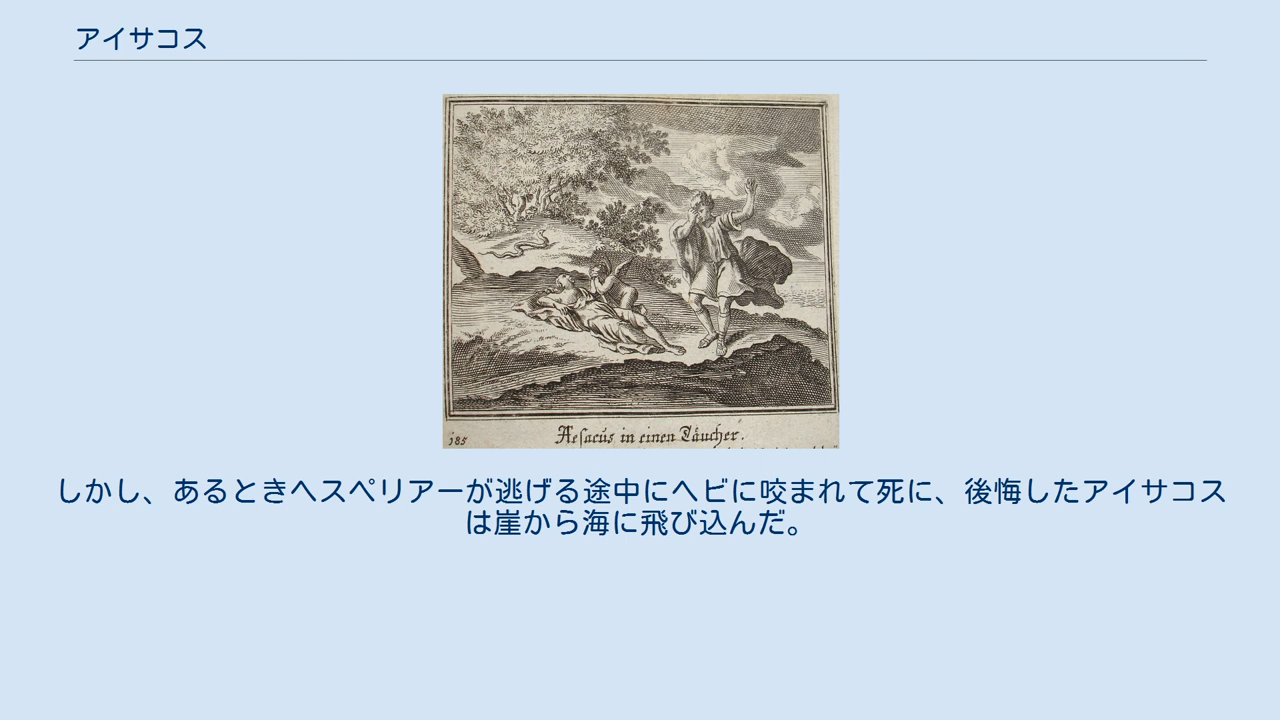 アイサコス
185
Aesacus in einen Täucher.
しかし、あるときヘスペリアーが逃げる途中にヘビに咬まれて死に、後悔したアイサコス
は崖から海に飛び込んだ。